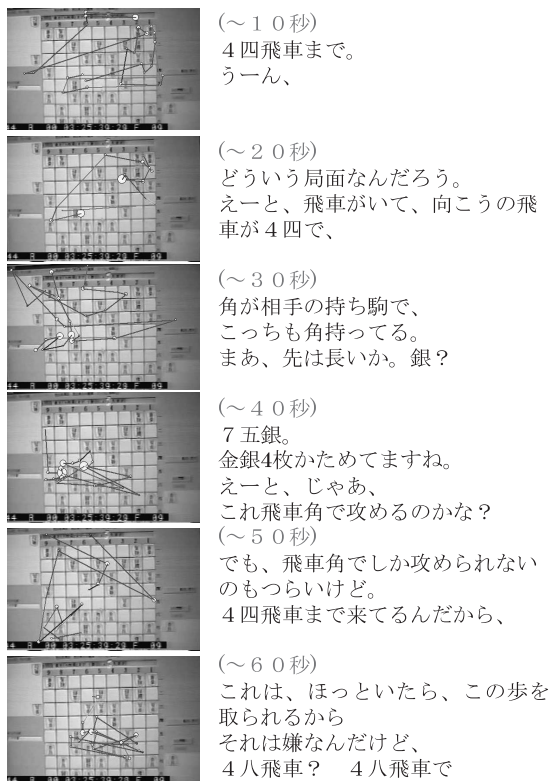 (～１０秒)
４四飛車まで。
うーん、
(～２０秒)
どういう局面なんだろう。
えーと、飛車がいて、向こうの飛
車が４四で、
(～３０秒)
角が相手の持ち駒で、
こっちも角持ってる。
まあ、先は長いか。銀？
(～４０秒)
７五銀。
金銀4枚かためてますね。
えーと、じゃあ、
これ飛車角で攻めるのかな？
(～５０秒)
でも、飛車角でしか攻められない
のもつらいけど。
４四飛車まで来てるんだから、
(～６０秒)
これは、ほっといたら、この歩を
取られるから
それは嫌なんだけど、
４八飛車？　４八飛車で